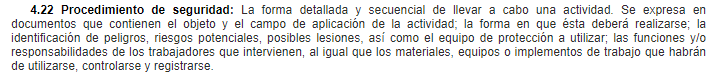 4.22 Procedimiento de seguridad: La forma detallada y secuencial de llevar a cabo una actividad. Se expresa en
documentos que contienen el objeto y el campo de aplicación de la actividad; la forma en que ésta deberá realizarse; la
identificación de peligros, riesgos potenciales, posibles lesiones, así como el equipo de protección a utilizar; las funciones y/o
responsabilidades de los trabajadores que intervienen, al igual que los materiales, equipos o implementos de trabajo que habrán
de utilizarse, controlarse y registrarse.